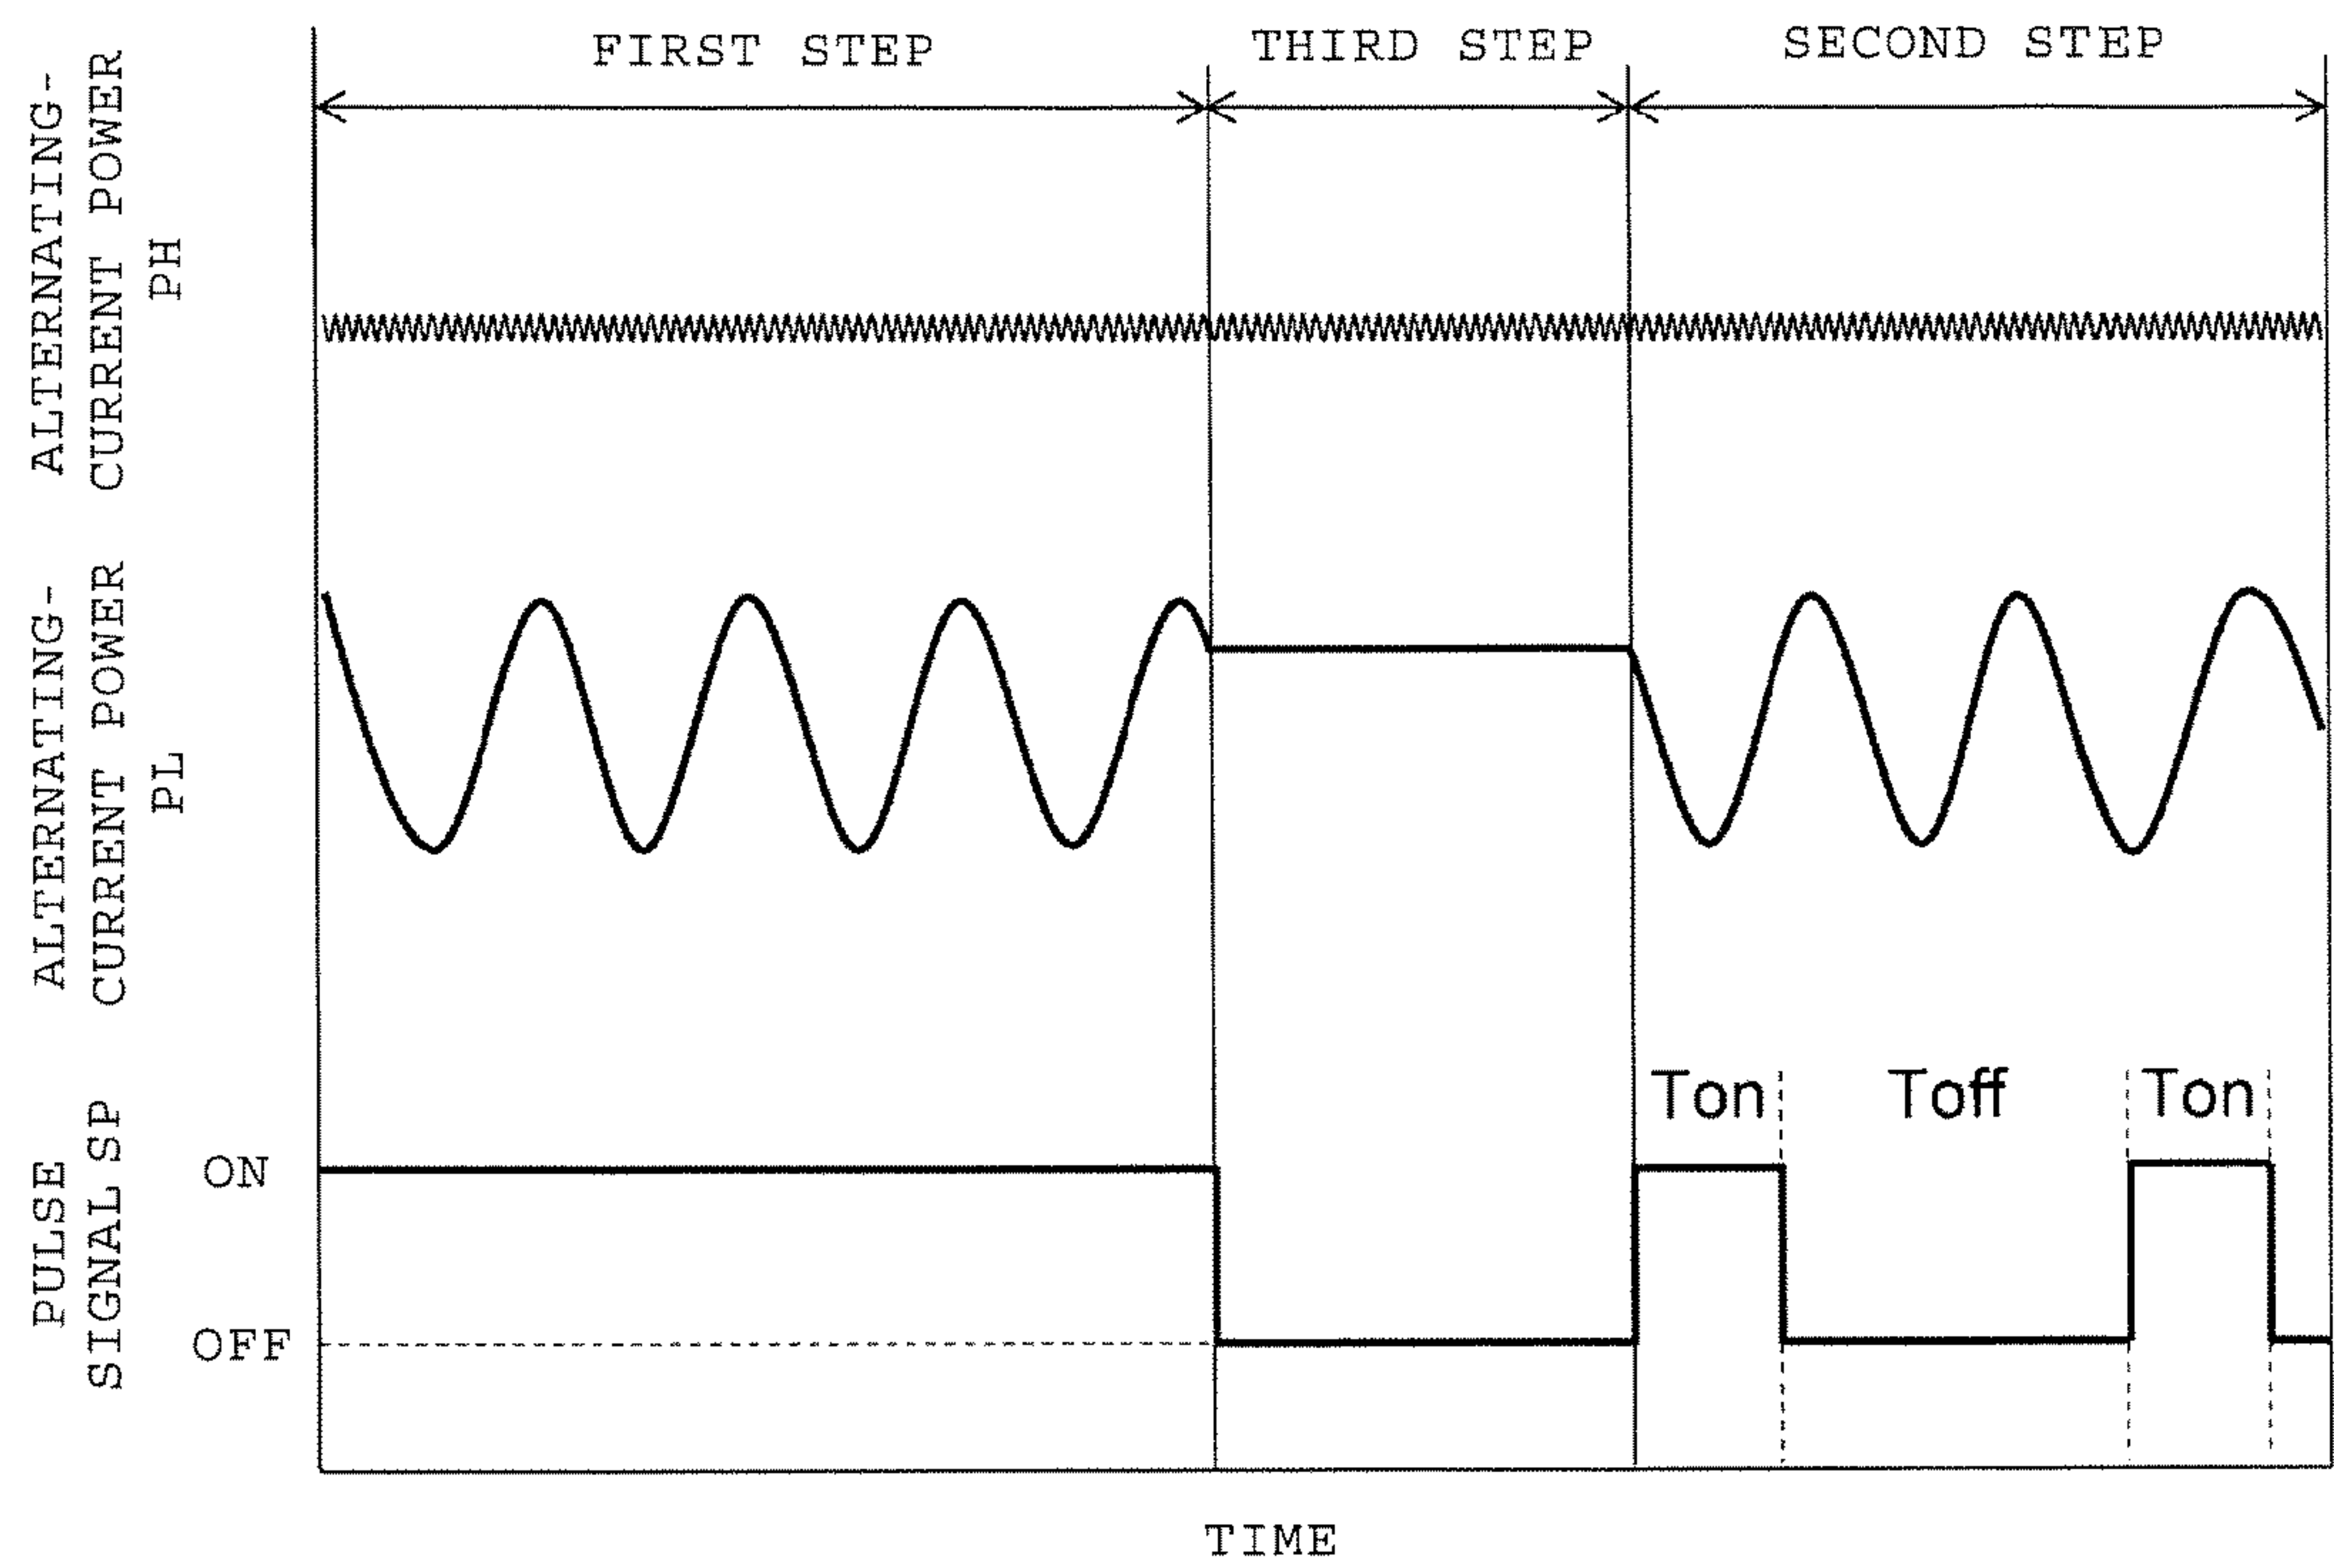 FIRST STEP
THIRD STEP
SECOND STEP
ALTERNATING-
CURRENT POWER
PH
ALTERNATING-
CURRENT POWER
PL
PULSE
SIGNAL SP
ON
OFF
Ton
Toff
Ton
TIME